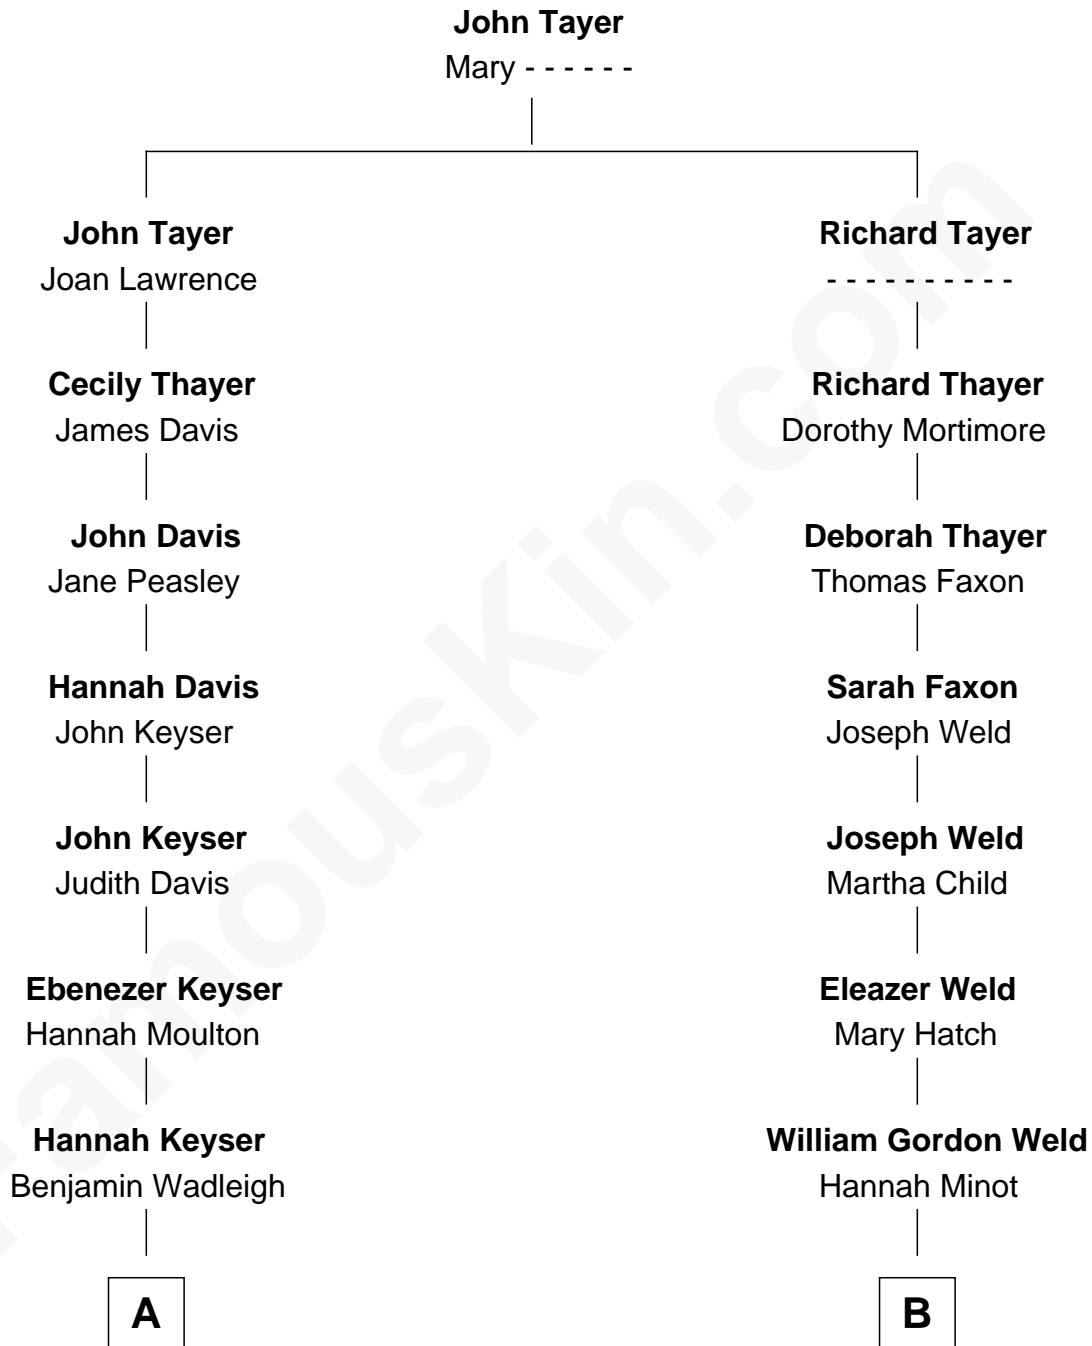 John Tayer
Mary - - - - - -
John Tayer
Joan Lawrence
Richard Tayer
- - - - - - - - - -
Cecily Thayer
James Davis
Richard Thayer
Dorothy Mortimore
John Davis
Jane Peasley
Deborah Thayer
Thomas Faxon
Hannah Davis
John Keyser
Sarah Faxon
Joseph Weld
John Keyser
Judith Davis
Joseph Weld
Martha Child
Ebenezer Keyser
Hannah Moulton
Eleazer Weld
Mary Hatch
Hannah Keyser
Benjamin Wadleigh
William Gordon Weld
Hannah Minot
A
B
FamousKin.com